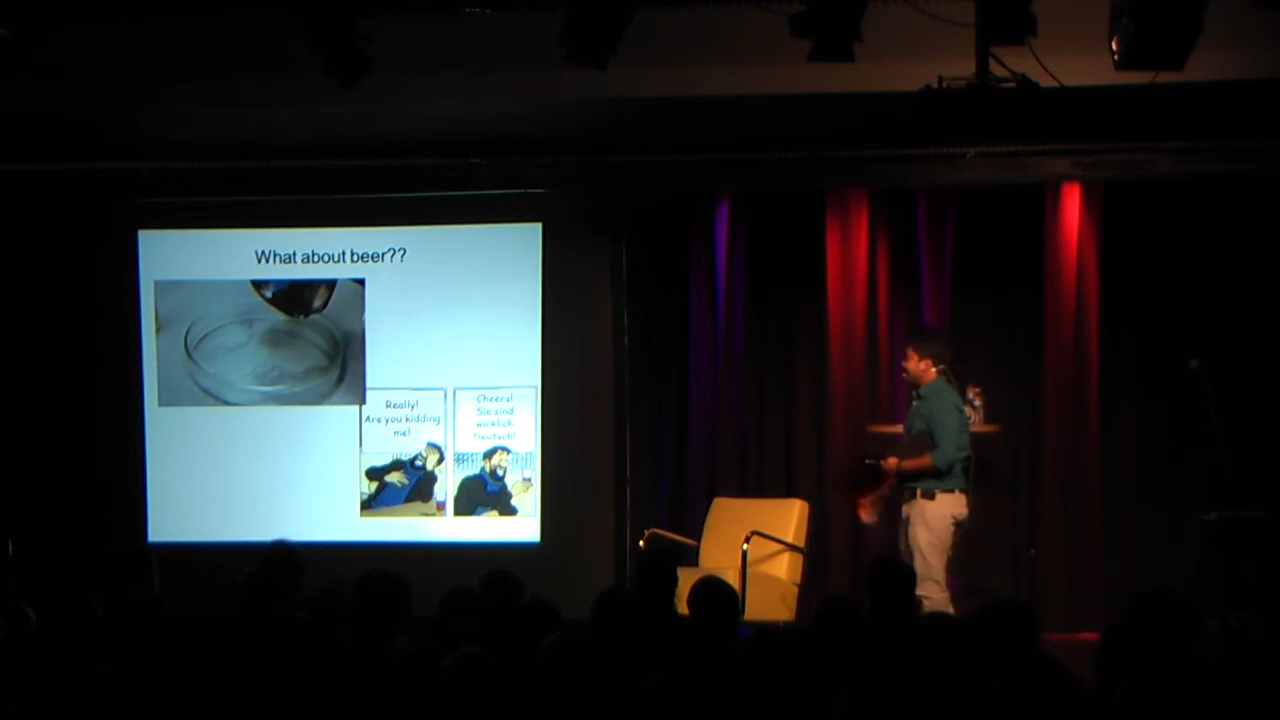 What about beer??
Really!
Are you kidding
me!
Cheers!
Sie sind
wirklich
Deutsch!